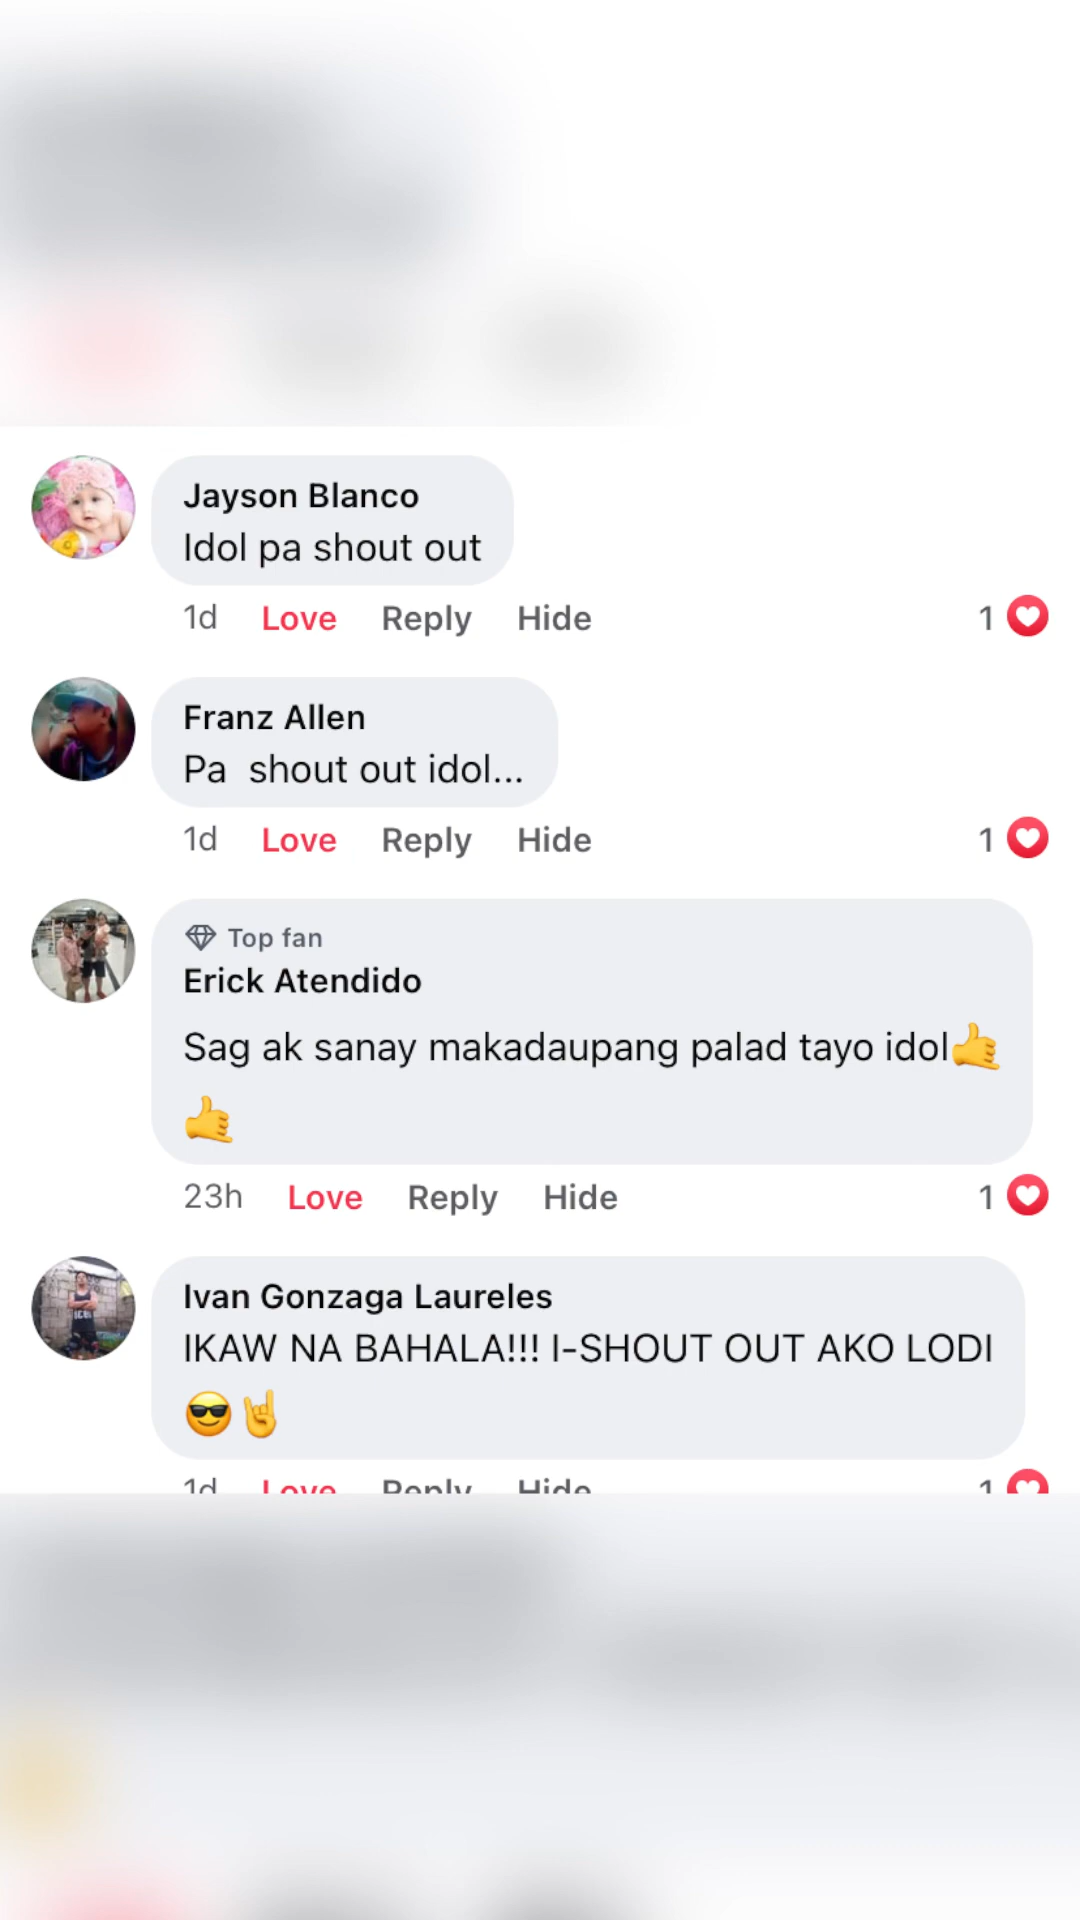 Jayson Blanco
Idol pa shout out
1d Love Reply Hide 1
Franz Allen
Pa  shout out idol...
1d Love Reply Hide 1
Top fan
Erick Atendido
Sag ak sanay makadaupang palad tayo idol🤙
🤙
23h Love Reply Hide 1
Ivan Gonzaga Laureles
IKAW NA BAHALA!!! I-SHOUT OUT AKO LODI
😎🤘
1d Love Reply Hide 1